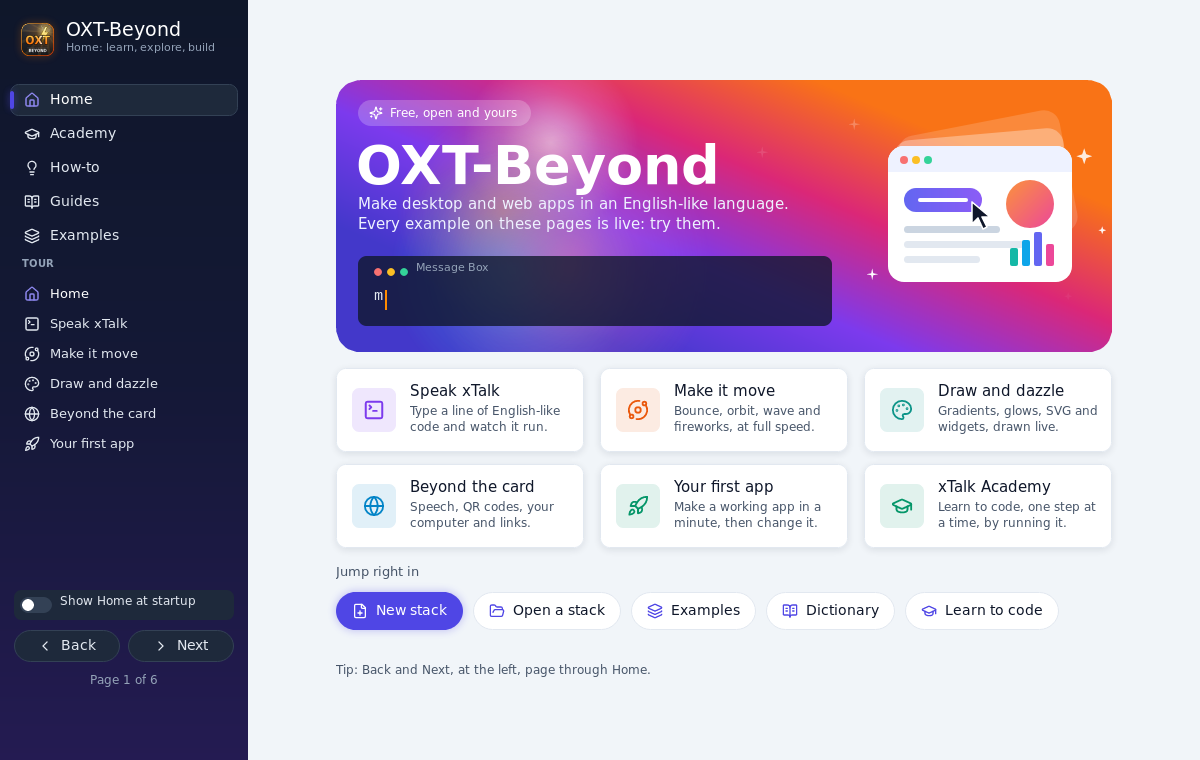 OXT
BEYOND
OXT-Beyond
Home: learn, explore, build
Home
Academy
How-to
Guides
Examples
TOUR
Home
Speak xTalk
Make it move
Draw and dazzle
Beyond the card
Your first app
Show Home at startup
Back
Next
Page 1 of 6
Free, open and yours
OXT-Beyond
Make desktop and web apps in an English-like language.
Every example on these pages is live: try them.
Message Box
m
Speak xTalk
Type a line of English-like
code and watch it run.
Make it move
Bounce, orbit, wave and
fireworks, at full speed.
Draw and dazzle
Gradients, glows, SVG and
widgets, drawn live.
Beyond the card
Speech, QR codes, your
computer and links.
Your first app
Make a working app in a
minute, then change it.
xTalk Academy
Learn to code, one step at
a time, by running it.
Jump right in
New stack
Open a stack
Examples
Dictionary
Learn to code
Tip: Back and Next, at the left, page through Home.